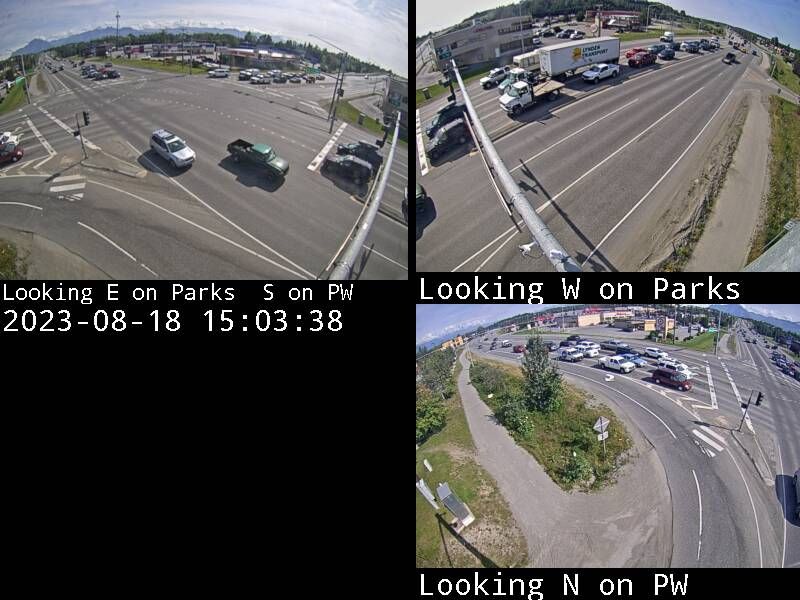 Looking E on Parks  S on PW
2023-08-18 15:03:38
LYNDEN
TRANSPORT
Looking W on Parks
Looking N on PW